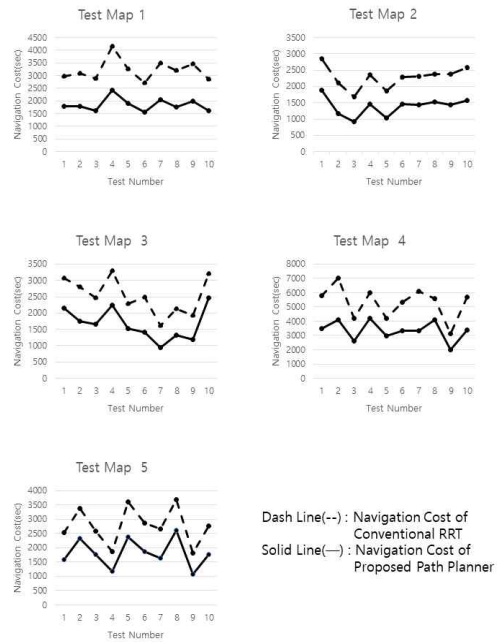 Test Map 1
Navigation Cost(sec)
4500
4000
3500
3000
2500
2000
1500
1000
500
0
1 2 3 4 5 6 7 8 9 10
Test Number
Test Map 2
Navigation Cost(sec)
3500
3000
2500
2000
1500
1000
500
0
1 2 3 4 5 6 7 8 9 10
Test Number
Test Map 3
Navigation Cost(sec)
3500
3000
2500
2000
1500
1000
500
0
1 2 3 4 5 6 7 8 9 10
Test Number
Test Map 4
Navigation Cost(sec)
8000
7000
6000
5000
4000
3000
2000
1000
0
1 2 3 4 5 6 7 8 9 10
Test Number
Test Map 5
Navigation Cost(sec)
4000
3500
3000
2500
2000
1500
1000
500
0
1 2 3 4 5 6 7 8 9 10
Test Number
Dash Line(--) : Navigation Cost of
Conventional RRT
Solid Line(—) : Navigation Cost of
Proposed Path Planner